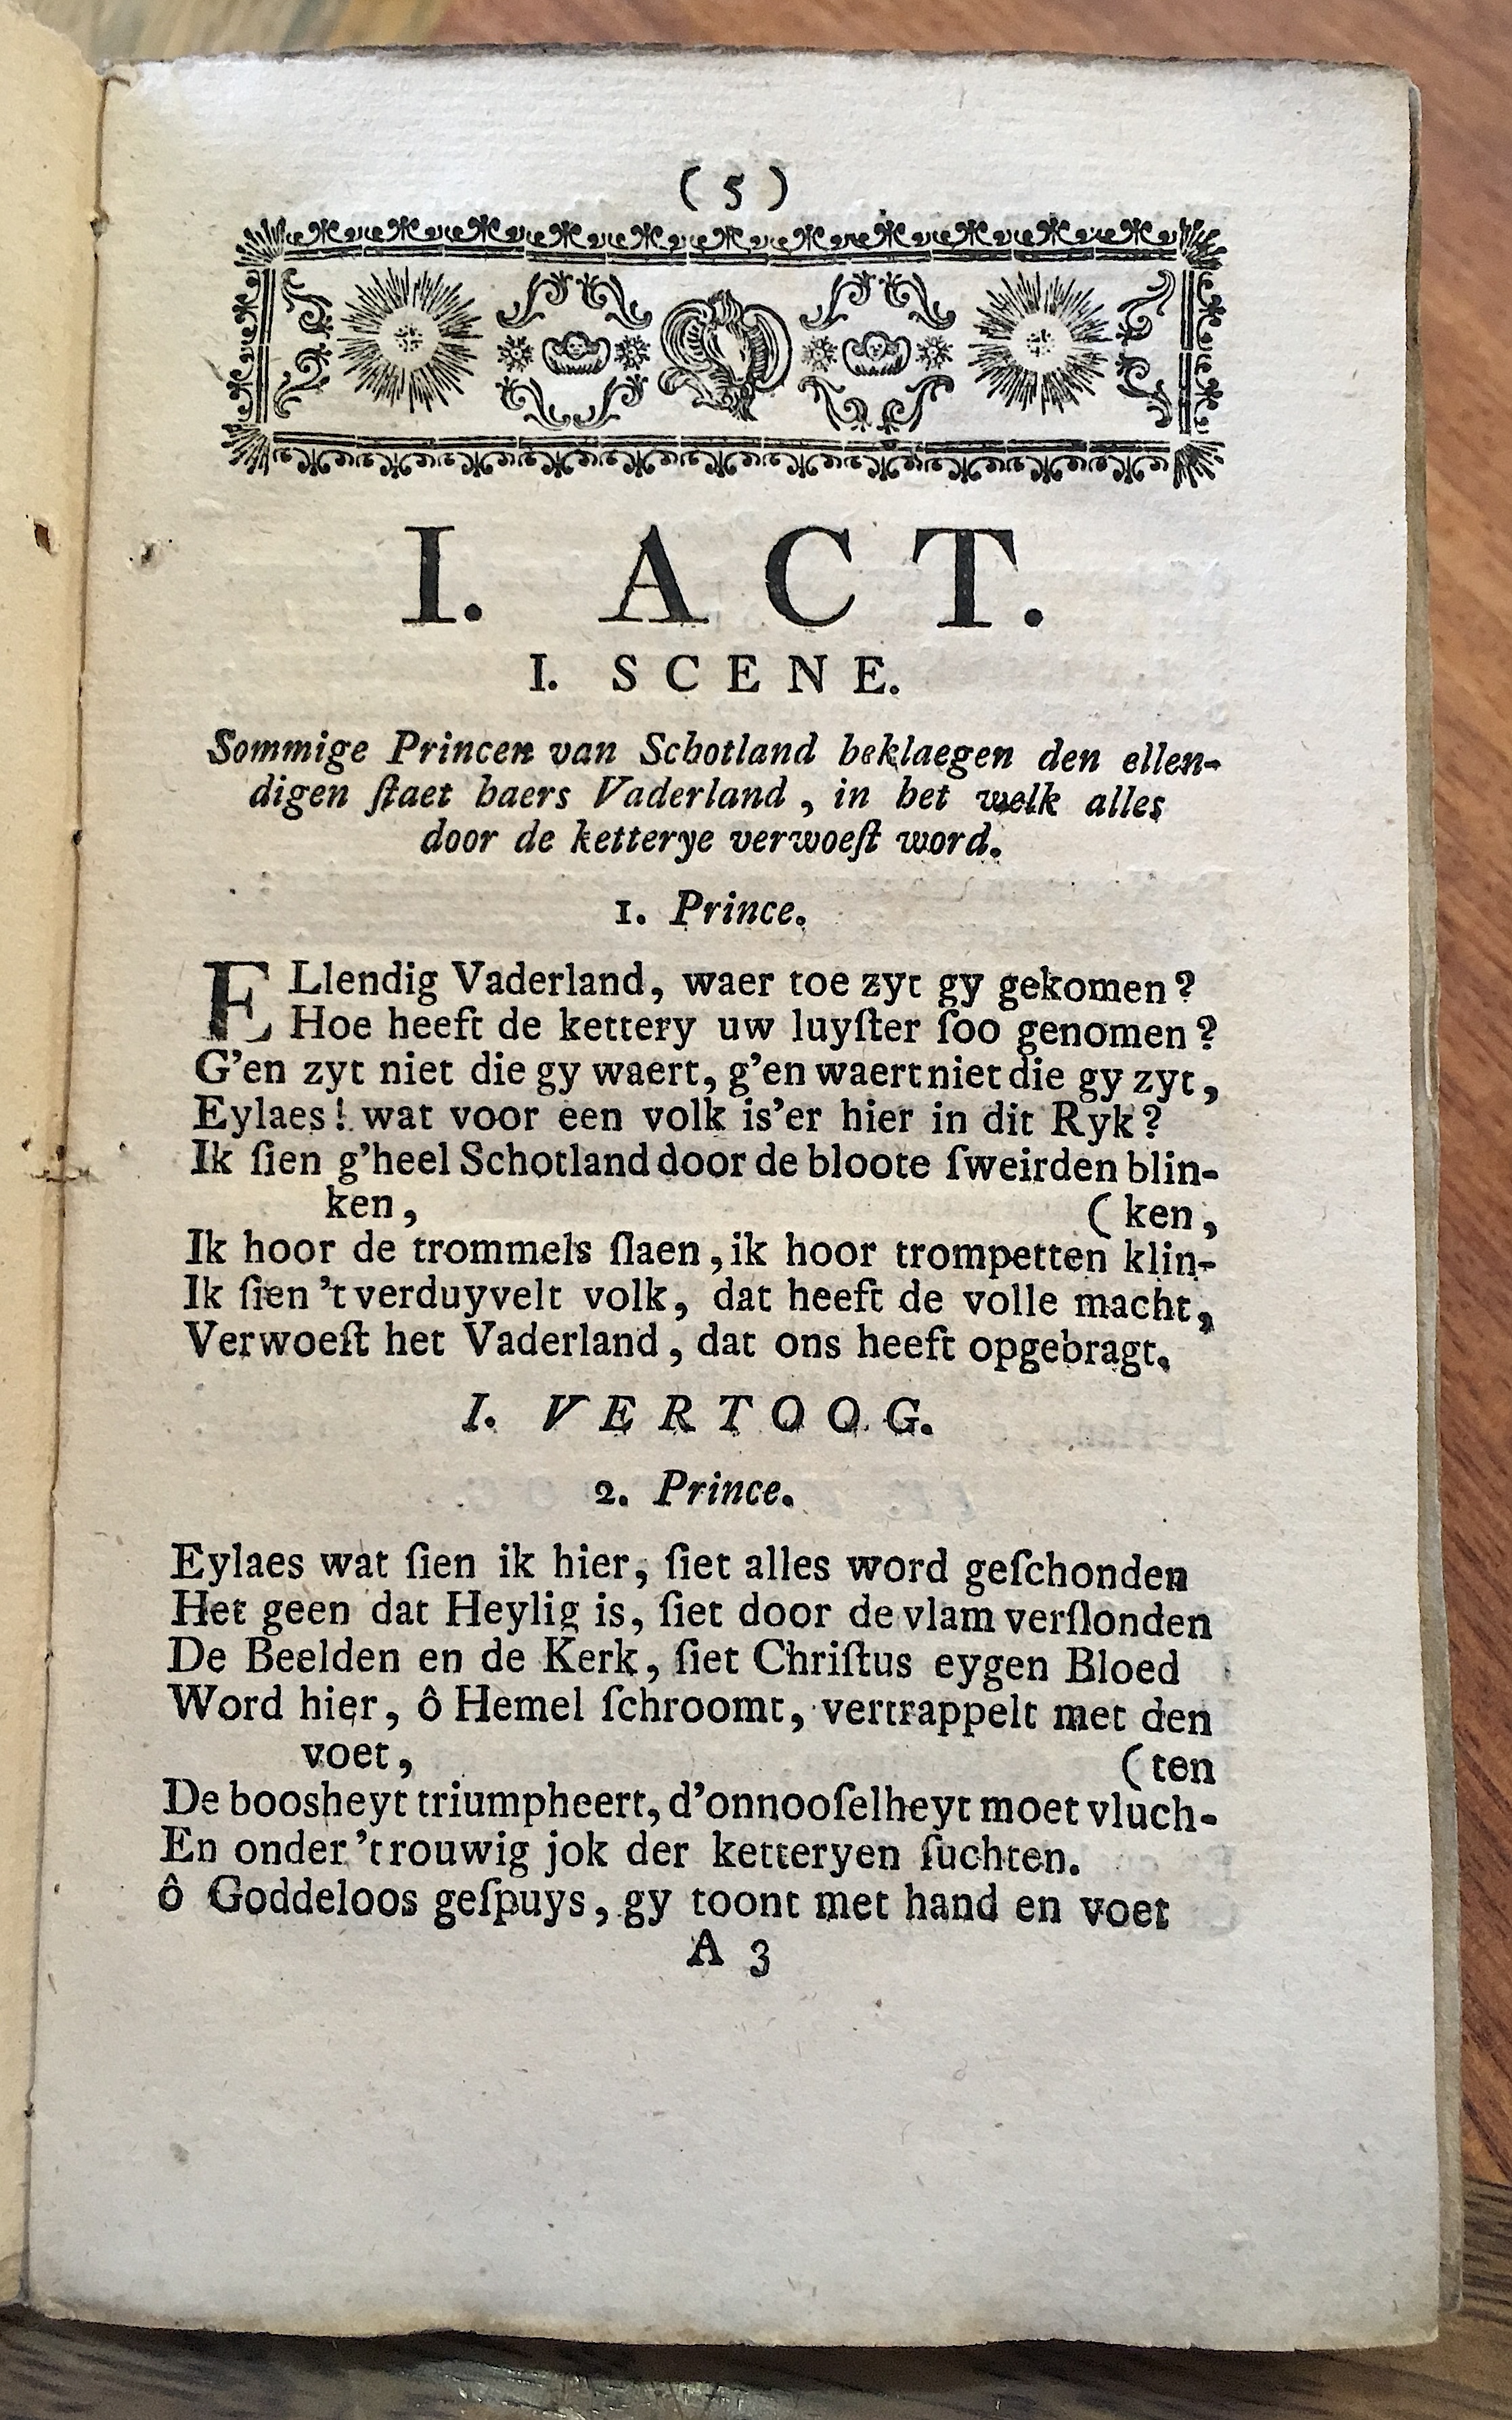 ( 5 )
I. ACT.
I. SCENE.
Sommige Princen van Schotland beklaegen den ellen-
digen ſtaet haers Vaderland, in het welk alles
door de ketterye verwoeſt word.
1. Prince.
ELlendig Vaderland, waer toe zyt gy gekomen?
Hoe heeft de kettery uw luyſter ſoo genomen?
G'en zyt niet die gy waert, g'en waert niet die gy zyt,
Eylaes! wat voor een volk is'er hier in dit Ryk?
Ik ſien g'heel Schotland door de bloote ſweirden blin-
ken, ( ken,
Ik hoor de trommels ſlaen, ik hoor trompetten klin-
Ik ſien 't verduyvelt volk, dat heeft de volle macht,
Verwoeſt het Vaderland, dat ons heeft opgebragt.
I. VERTOOG.
2. Prince.
Eylaes wat ſien ik hier, ſiet alles word geſchonden
Het geen dat Heylig is, ſiet door de vlam verſlonden
De Beelden en de Kerk, ſiet Chriſtus eygen Bloed
Word hier, ô Hemel ſchroomt, vertrappelt met den
voet, (ten
De boosheyt triumpheert, d'onnooſelheyt moet vluch-
En onder 't rouwig jok der ketteryen ſuchten.
ô Goddeloos geſpuys, gy toont met hand en voet
A 3